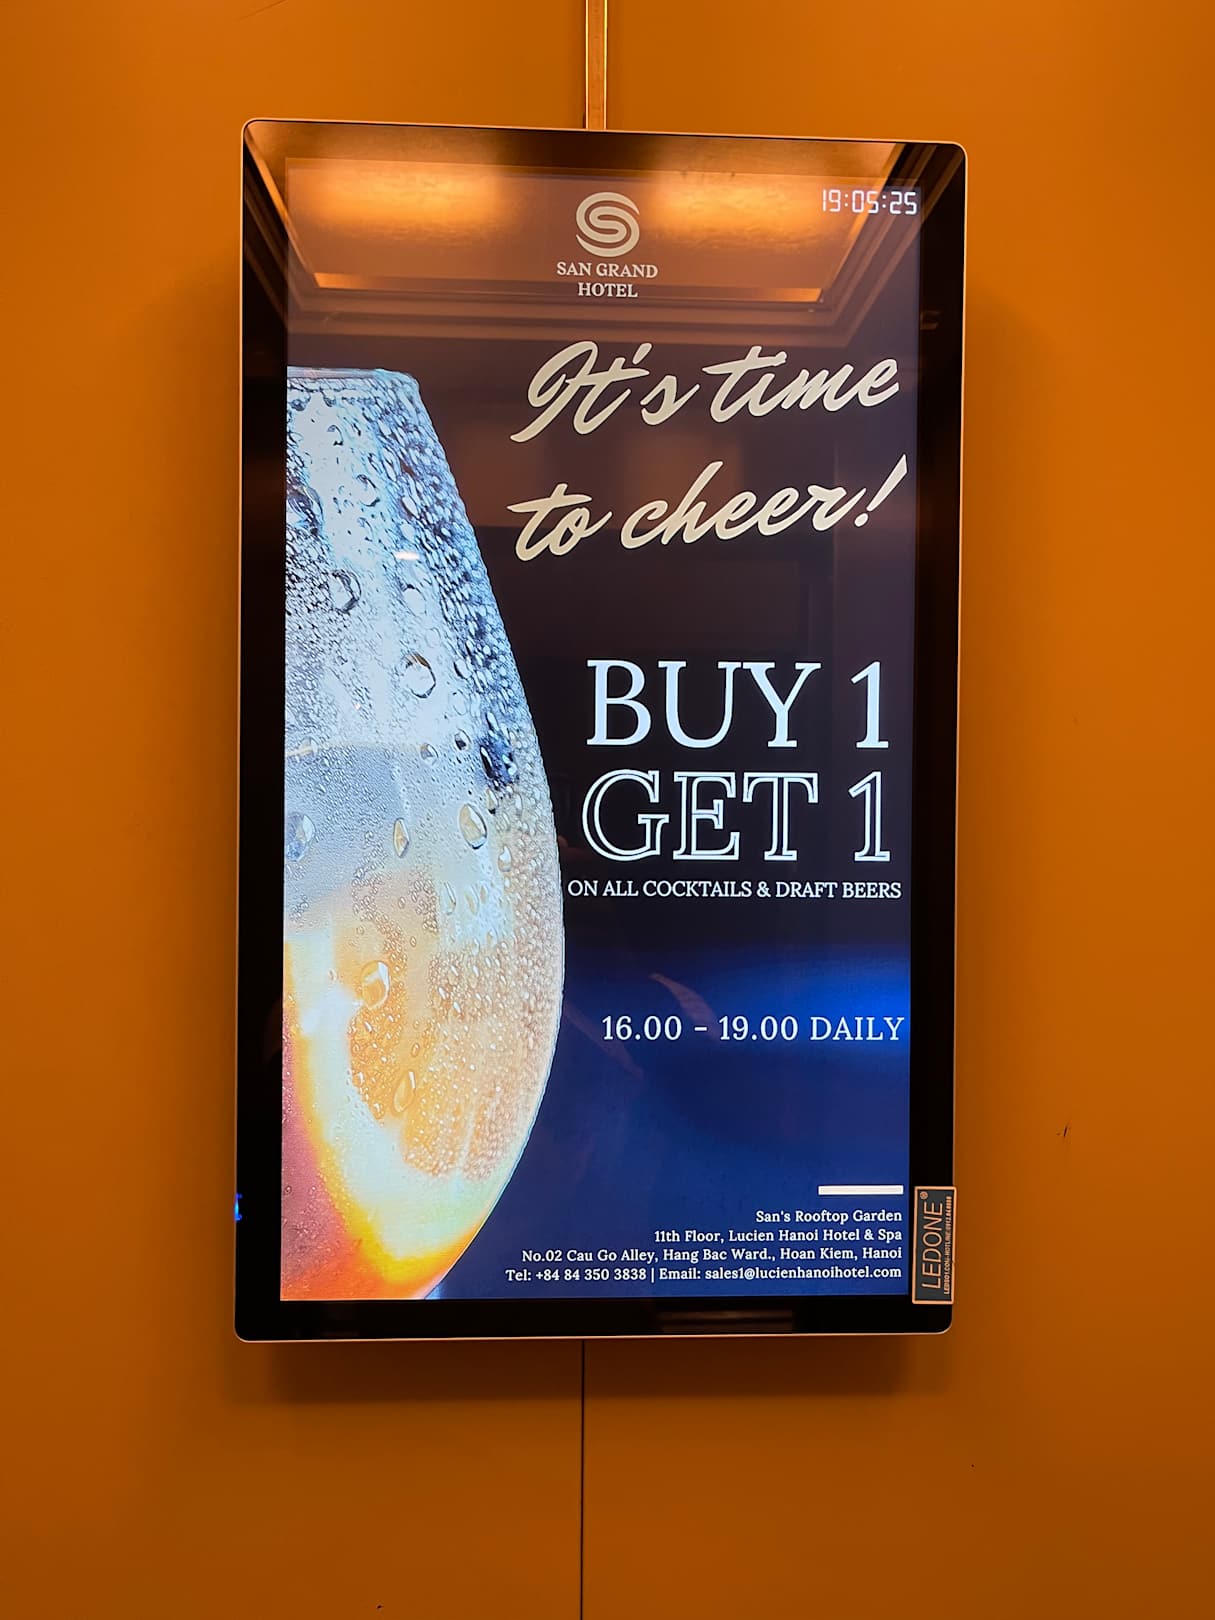 19:05:25
SAN GRAND
HOTEL
It's time
to cheer!
BUY 1
GET 1
ON ALL COCKTAILS & DRAFT BEERS
16.00 - 19.00 DAILY
San's Rooftop Garden
11th Floor, Lucien Hanoi Hotel & Spa
No.02 Cau Go Alley, Hang Bac Ward., Hoan Kiem, Hanoi
Tel: +84 84 350 3838 | Email: sales1@lucienhanoihotel.com
LEDONE®